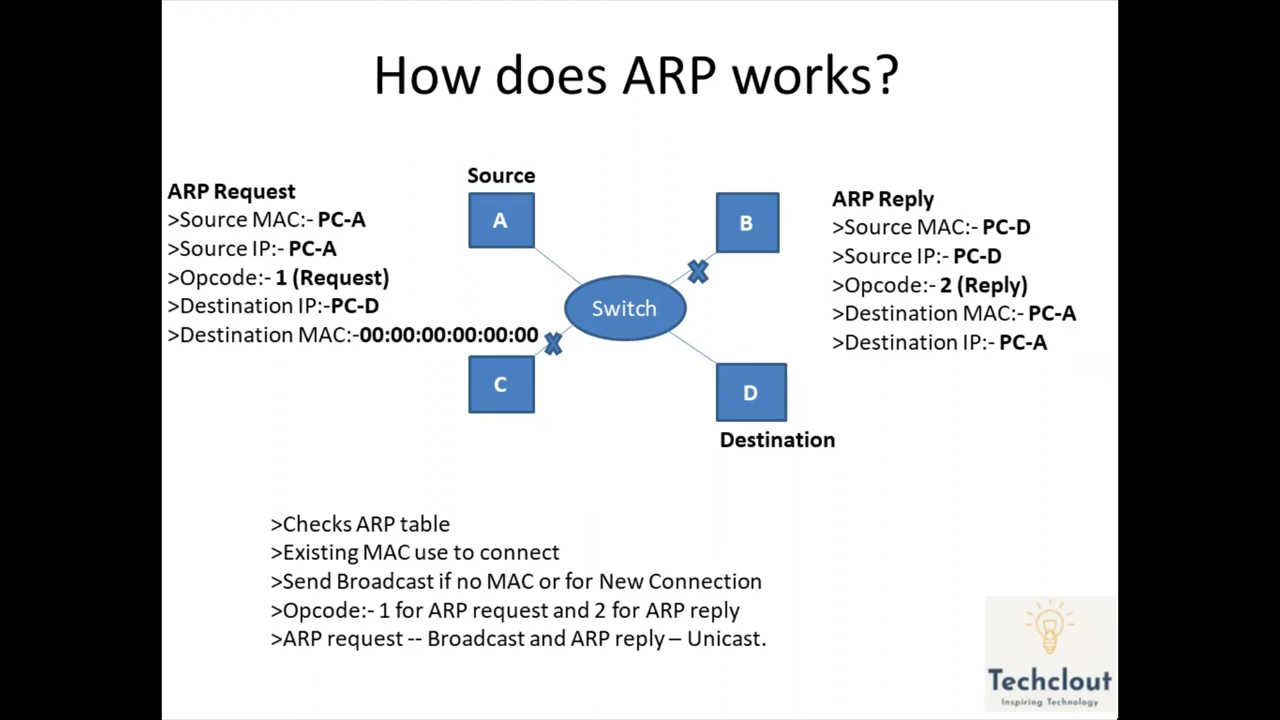 How does ARP works?
ARP Request
>Source MAC:- PC-A
>Source IP:- PC-A
>Opcode:- 1 (Request)
>Destination IP:-PC-D
>Destination MAC:-00:00:00:00:00:00
Source
A
B
Switch
C
D
Destination
ARP Reply
>Source MAC:- PC-D
>Source IP:- PC-D
>Opcode:- 2 (Reply)
>Destination MAC:- PC-A
>Destination IP:- PC-A
>Checks ARP table
>Existing MAC use to connect
>Send Broadcast if no MAC or for New Connection
>Opcode:- 1 for ARP request and 2 for ARP reply
>ARP request -- Broadcast and ARP reply – Unicast.
Techclout
Inspiring Technology